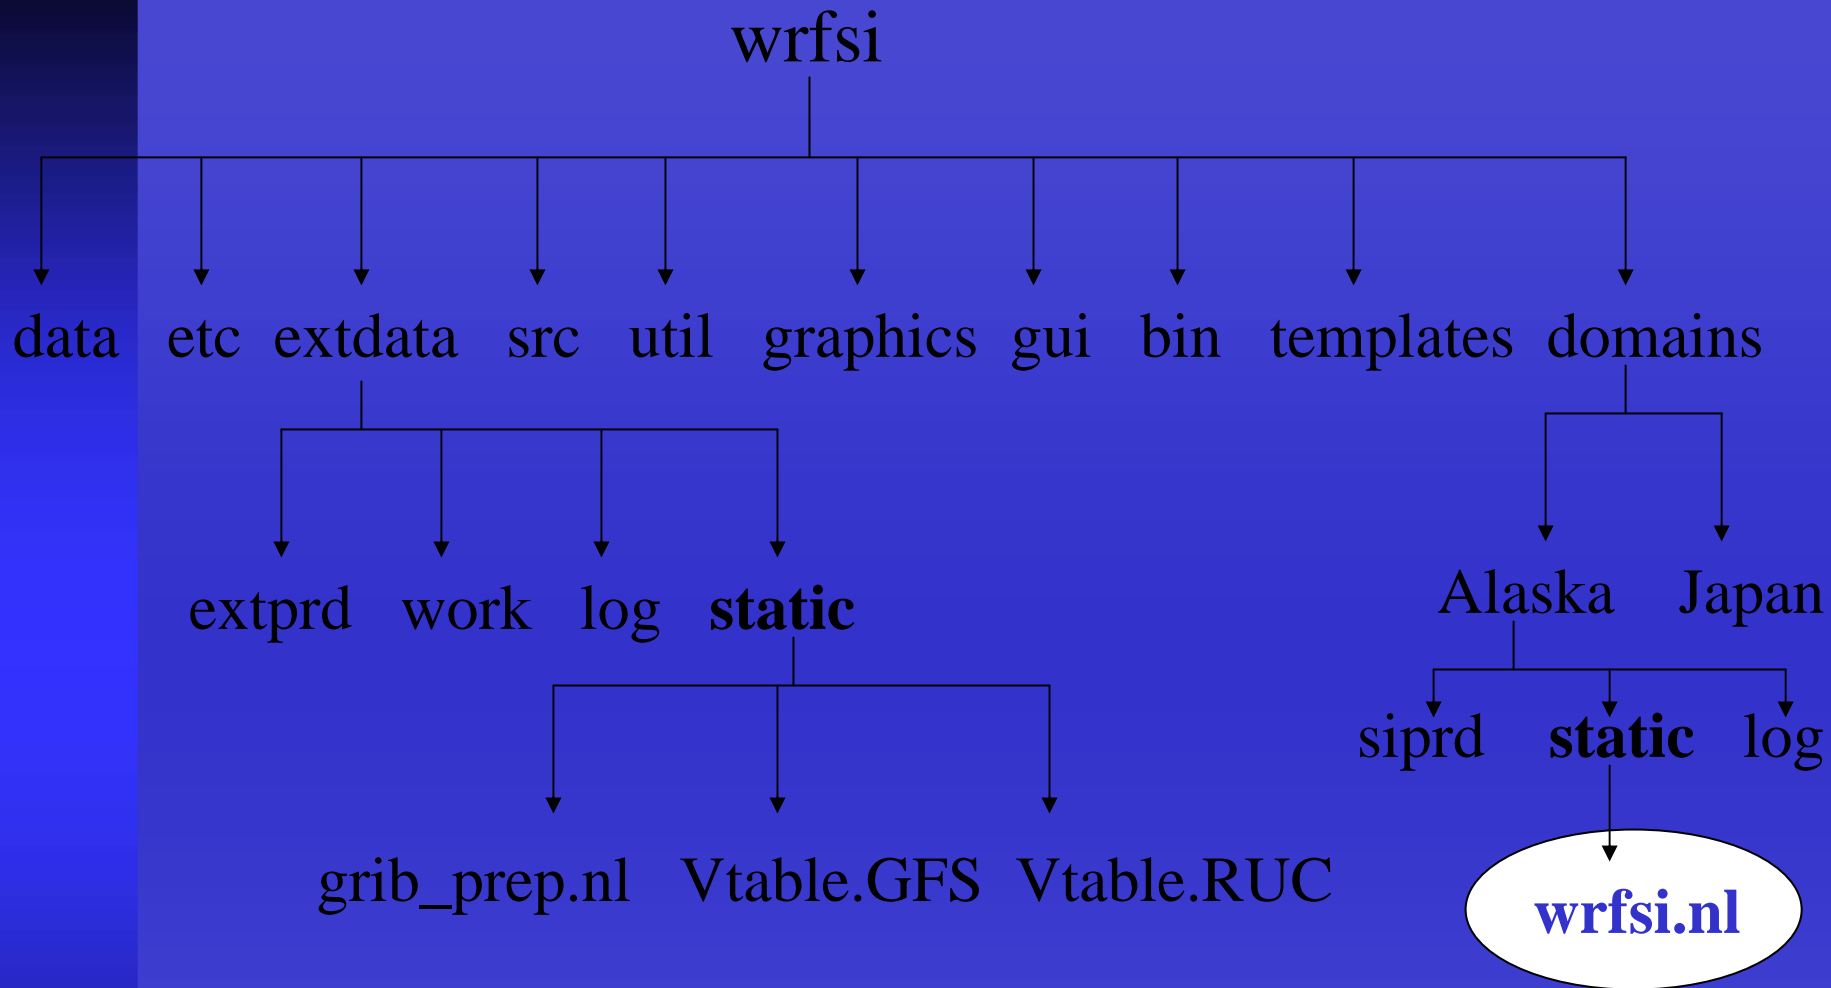 wrfsi
data etc extdata src util graphics gui bin templates domains
extprd work log static
Alaska Japan
siprd static log
grib_prep.nl Vtable.GFS Vtable.RUC
wrfsi.nl